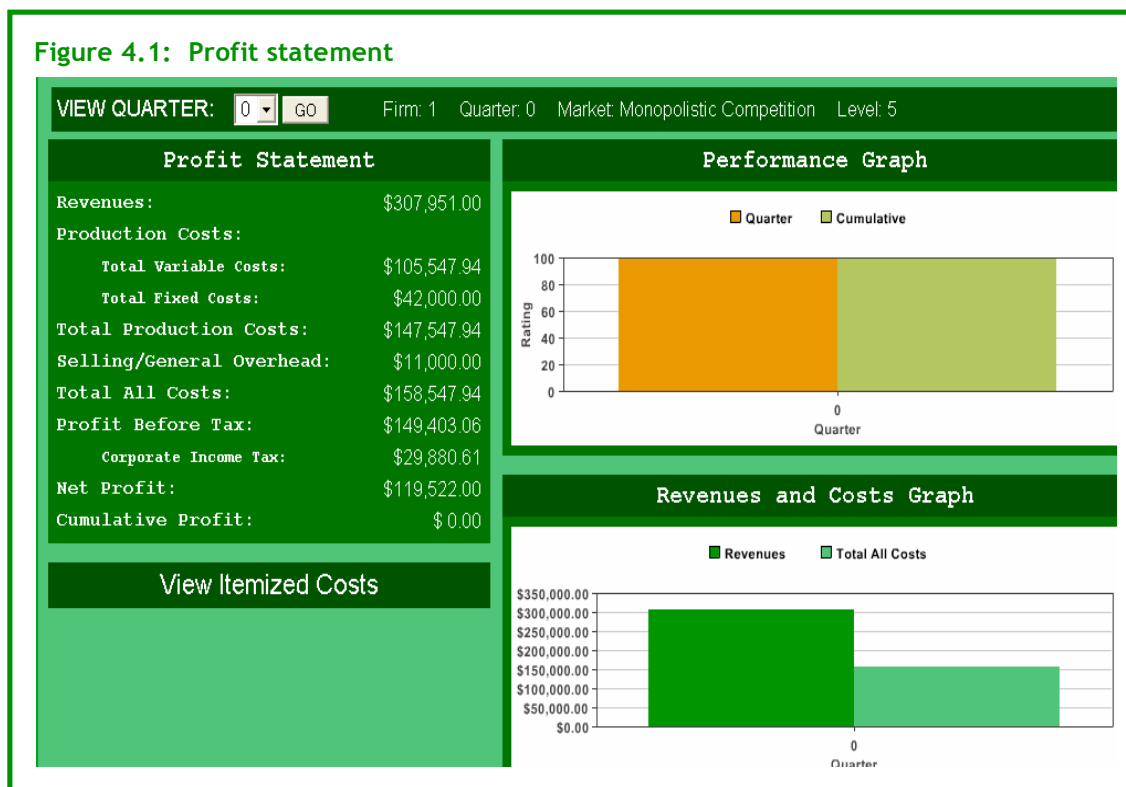 Figure 4.1: Profit statement
VIEW QUARTER: 0 GO Firm: 1 Quarter: 0 Market: Monopolistic Competition Level: 5
Profit Statement
Revenues: $307,951.00
Production Costs:
Total Variable Costs: $105,547.94
Total Fixed Costs: $42,000.00
Total Production Costs: $147,547.94
Selling/General Overhead: $11,000.00
Total All Costs: $158,547.94
Profit Before Tax: $149,403.06
Corporate Income Tax: $29,880.61
Net Profit: $119,522.00
Cumulative Profit: $ 0.00
View Itemized Costs
Performance Graph
Quarter Cumulative
100
80
60
40
20
0
Rating
0
Quarter
Revenues and Costs Graph
Revenues Total All Costs
$350,000.00
$300,000.00
$250,000.00
$200,000.00
$150,000.00
$100,000.00
$50,000.00
$0.00
0
Quarter